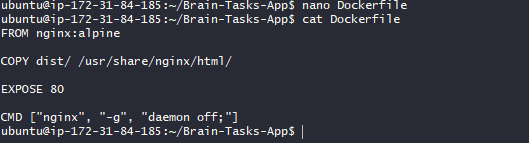 ubuntu@ip-172-31-84-185:~/Brain-Tasks-App$ nano Dockerfile
ubuntu@ip-172-31-84-185:~/Brain-Tasks-App$ cat Dockerfile
FROM nginx:alpine
COPY dist/ /usr/share/nginx/html/
EXPOSE 80
CMD ["nginx", "-g", "daemon off;"]
ubuntu@ip-172-31-84-185:~/Brain-Tasks-App$